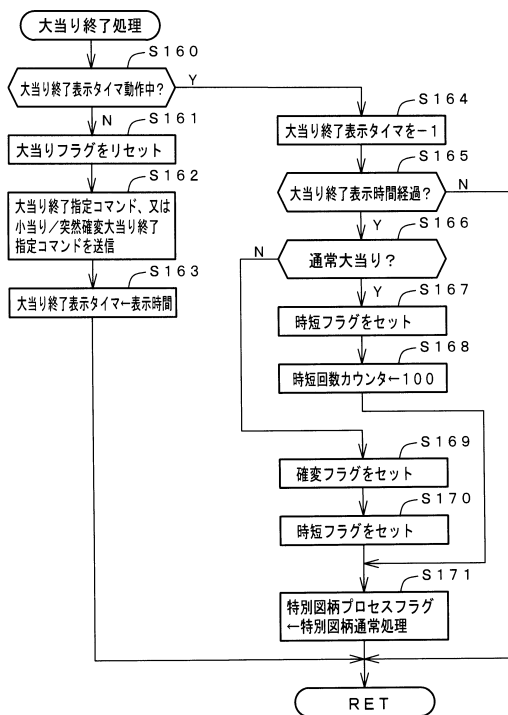 大当り終了処理
S160
大当り終了表示タイマ動作中？
Y
N
S161
大当りフラグをリセット
S162
大当り終了指定コマンド、又は
小当り／突然確変大当り終了
指定コマンドを送信
S163
大当り終了表示タイマ←表示時間
S164
大当り終了表示タイマを－1
S165
大当り終了表示時間経過？
N
Y
S166
通常大当り？
N
Y
S167
時短フラグをセット
S168
時短回数カウンタ←100
S169
確変フラグをセット
S170
時短フラグをセット
S171
特別図柄プロセスフラグ
←特別図柄通常処理
RET